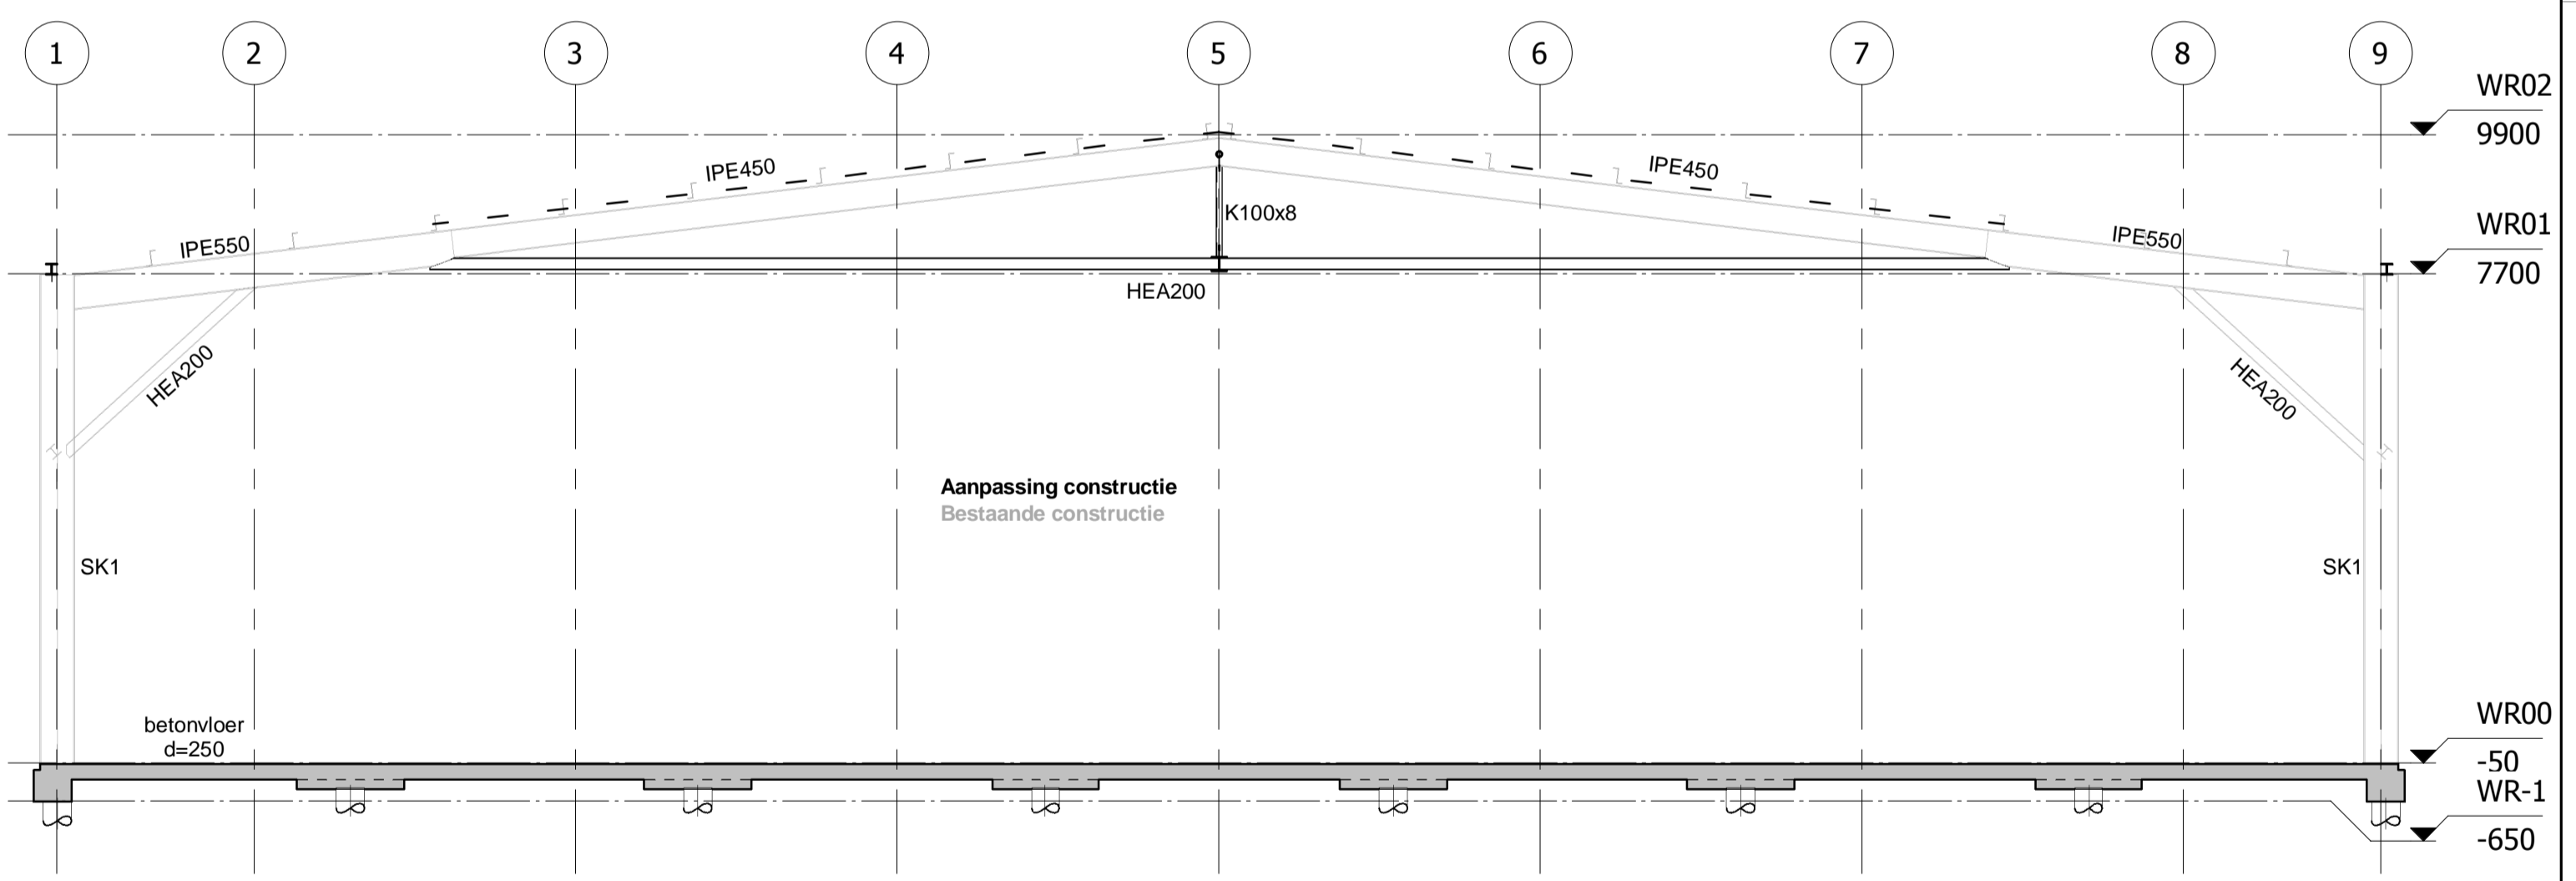 1 2 3 4 5 6 7 8 9
WR02
9900
IPE450
IPE450
K100x8
WR01
7700
IPE550
IPE550
HEA200
HEA200
HEA200
Aanpassing constructie
Bestaande constructie
SK1
SK1
betonvloer
d=250
WR00
-50
WR-1
-650